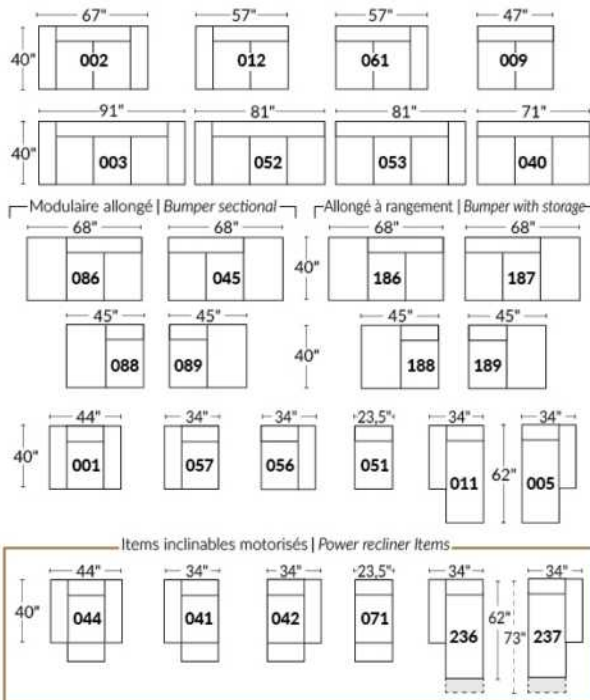 67" 57" 57" 47"
40" 002 012 061 009
91" 81" 81" 71"
40" 003 052 053 040
Modulaire allongé | Bumper sectional Allongé à rangement | Bumper with storage
68" 68" 68" 68"
086 045 40" 186 187
45" 45" 45" 45"
088 089 40" 188 189
44" 34" 34" 23,5" 34" 34"
40" 001 057 056 051 011 62" 005
Items inclinables motorisés | Power recliner Items
44" 34" 34" 23,5" 34" 34"
40" 044 041 042 071 236 62" 73" 237